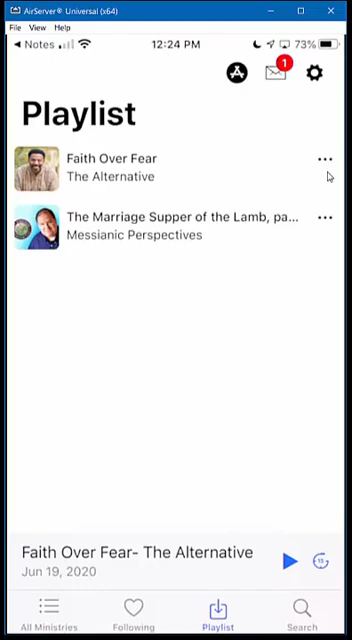 AirServer® Universal (x64)
File View Help
Notes 12:24 PM 73%
1
Playlist
Faith Over Fear
The Alternative
The Marriage Supper of the Lamb, pa...
Messianic Perspectives
Faith Over Fear- The Alternative
Jun 19, 2020
15
All Ministries Following Playlist Search